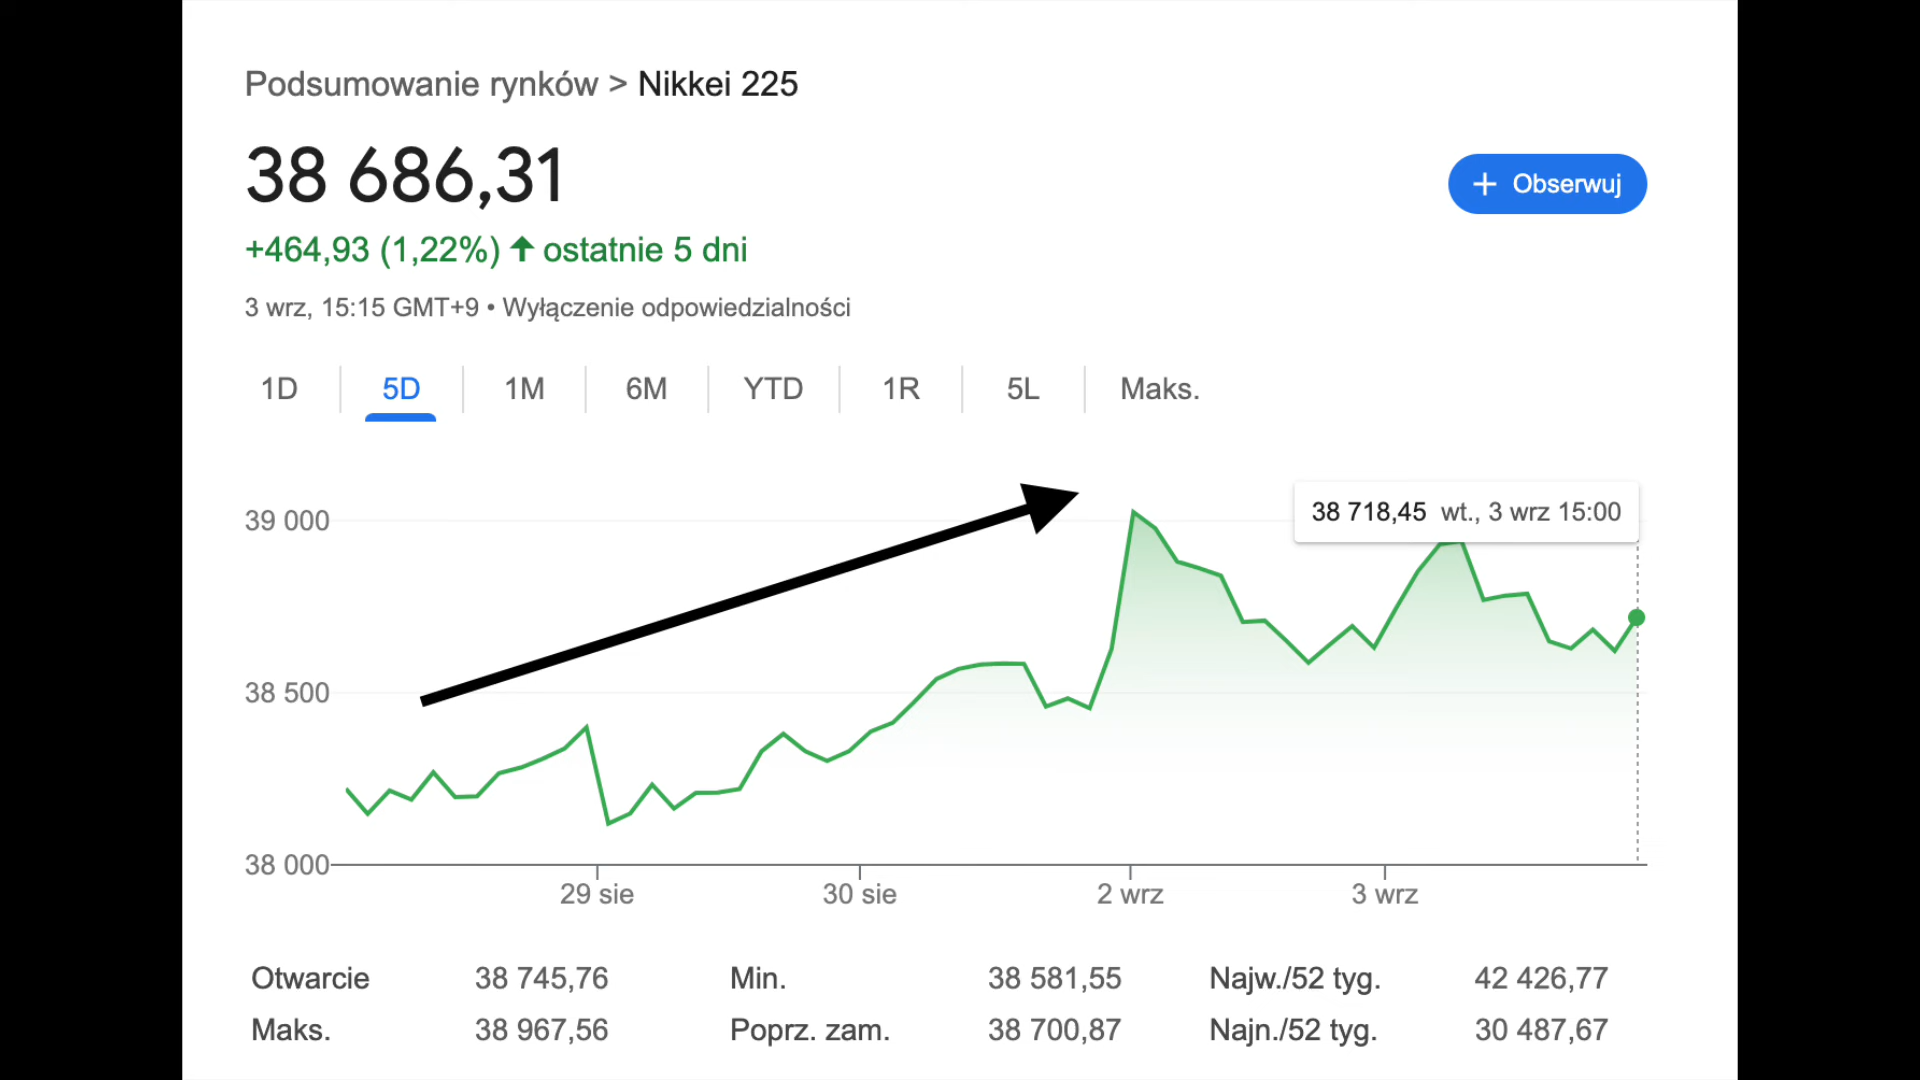 Podsumowanie rynków > Nikkei 225
38 686,31
+ Obserwuj
+464,93 (1,22%) ↑ ostatnie 5 dni
3 wrz, 15:15 GMT+9 • Wyłączenie odpowiedzialności
1D 5D 1M 6M YTD 1R 5L Maks.
38 718,45 wt., 3 wrz 15:00
39 000
38 500
38 000
29 sie 30 sie 2 wrz 3 wrz
Otwarcie 38 745,76 Min. 38 581,55 Najw./52 tyg. 42 426,77
Maks. 38 967,56 Poprz. zam. 38 700,87 Najn./52 tyg. 30 487,67